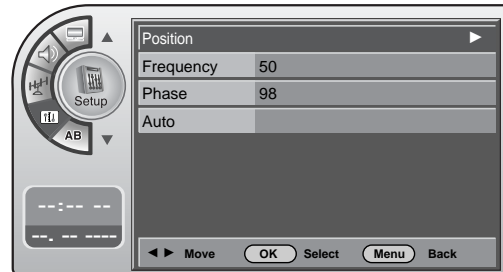 Position ►
Frequency 50
Phase 98
Auto
Setup
AB
--:-- --
--. -- ----
◄ ► Move OK Select Menu Back